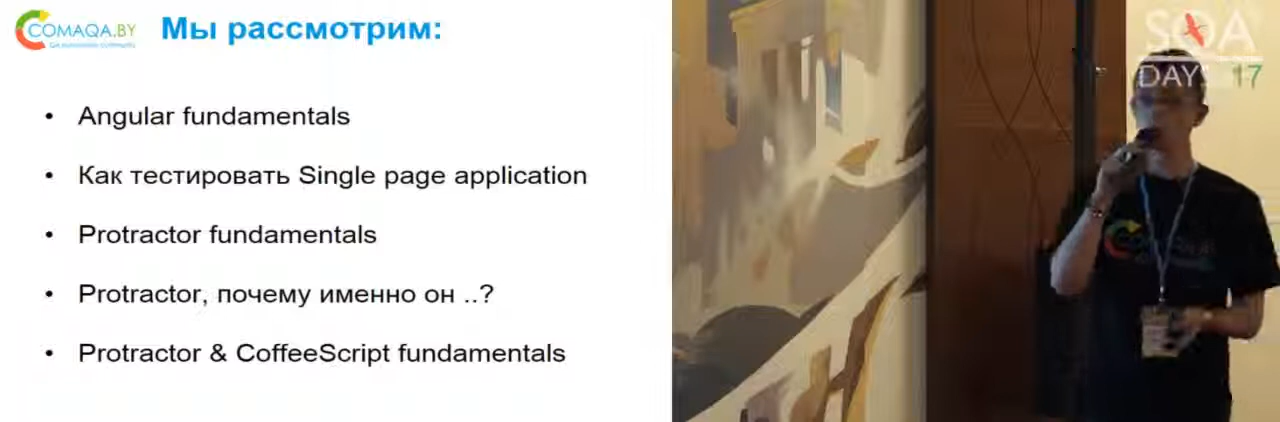 COMAQA.BY
Мы рассмотрим:
• Angular fundamentals
• Как тестировать Single page application
• Protractor fundamentals
• Protractor, почему именно он ..?
• Protractor & CoffeeScript fundamentals
SQA
DAYS 17